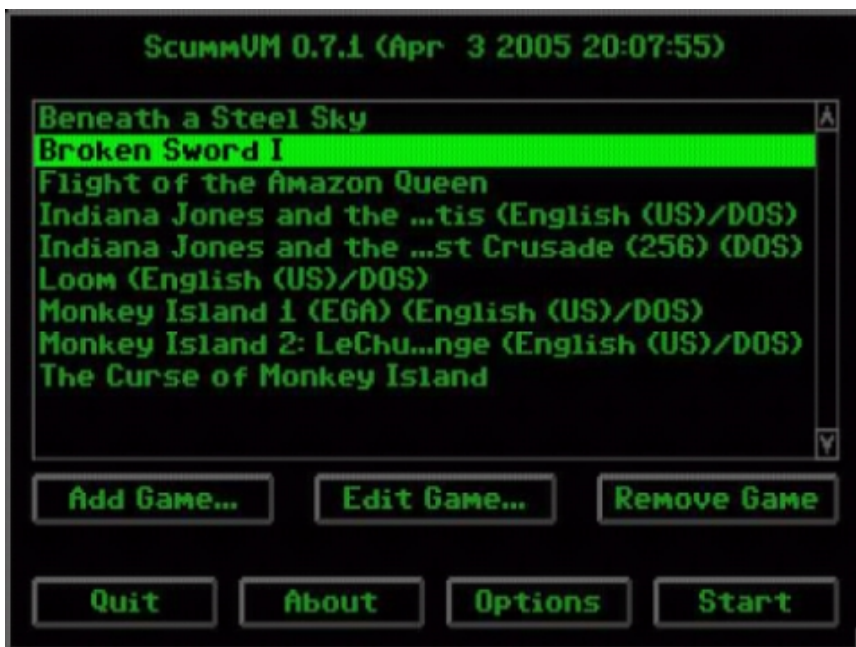 ScummVM 0.7.1 (Apr  3 2005 20:07:55)
Beneath a Steel Sky
Broken Sword I
Flight of the Amazon Queen
Indiana Jones and the ...tis (English (US)/DOS)
Indiana Jones and the ...st Crusade (256) (DOS)
Loom (English (US)/DOS)
Monkey Island 1 (EGA) (English (US)/DOS)
Monkey Island 2: LeChu...nge (English (US)/DOS)
The Curse of Monkey Island
Add Game... Edit Game... Remove Game
Quit About Options Start